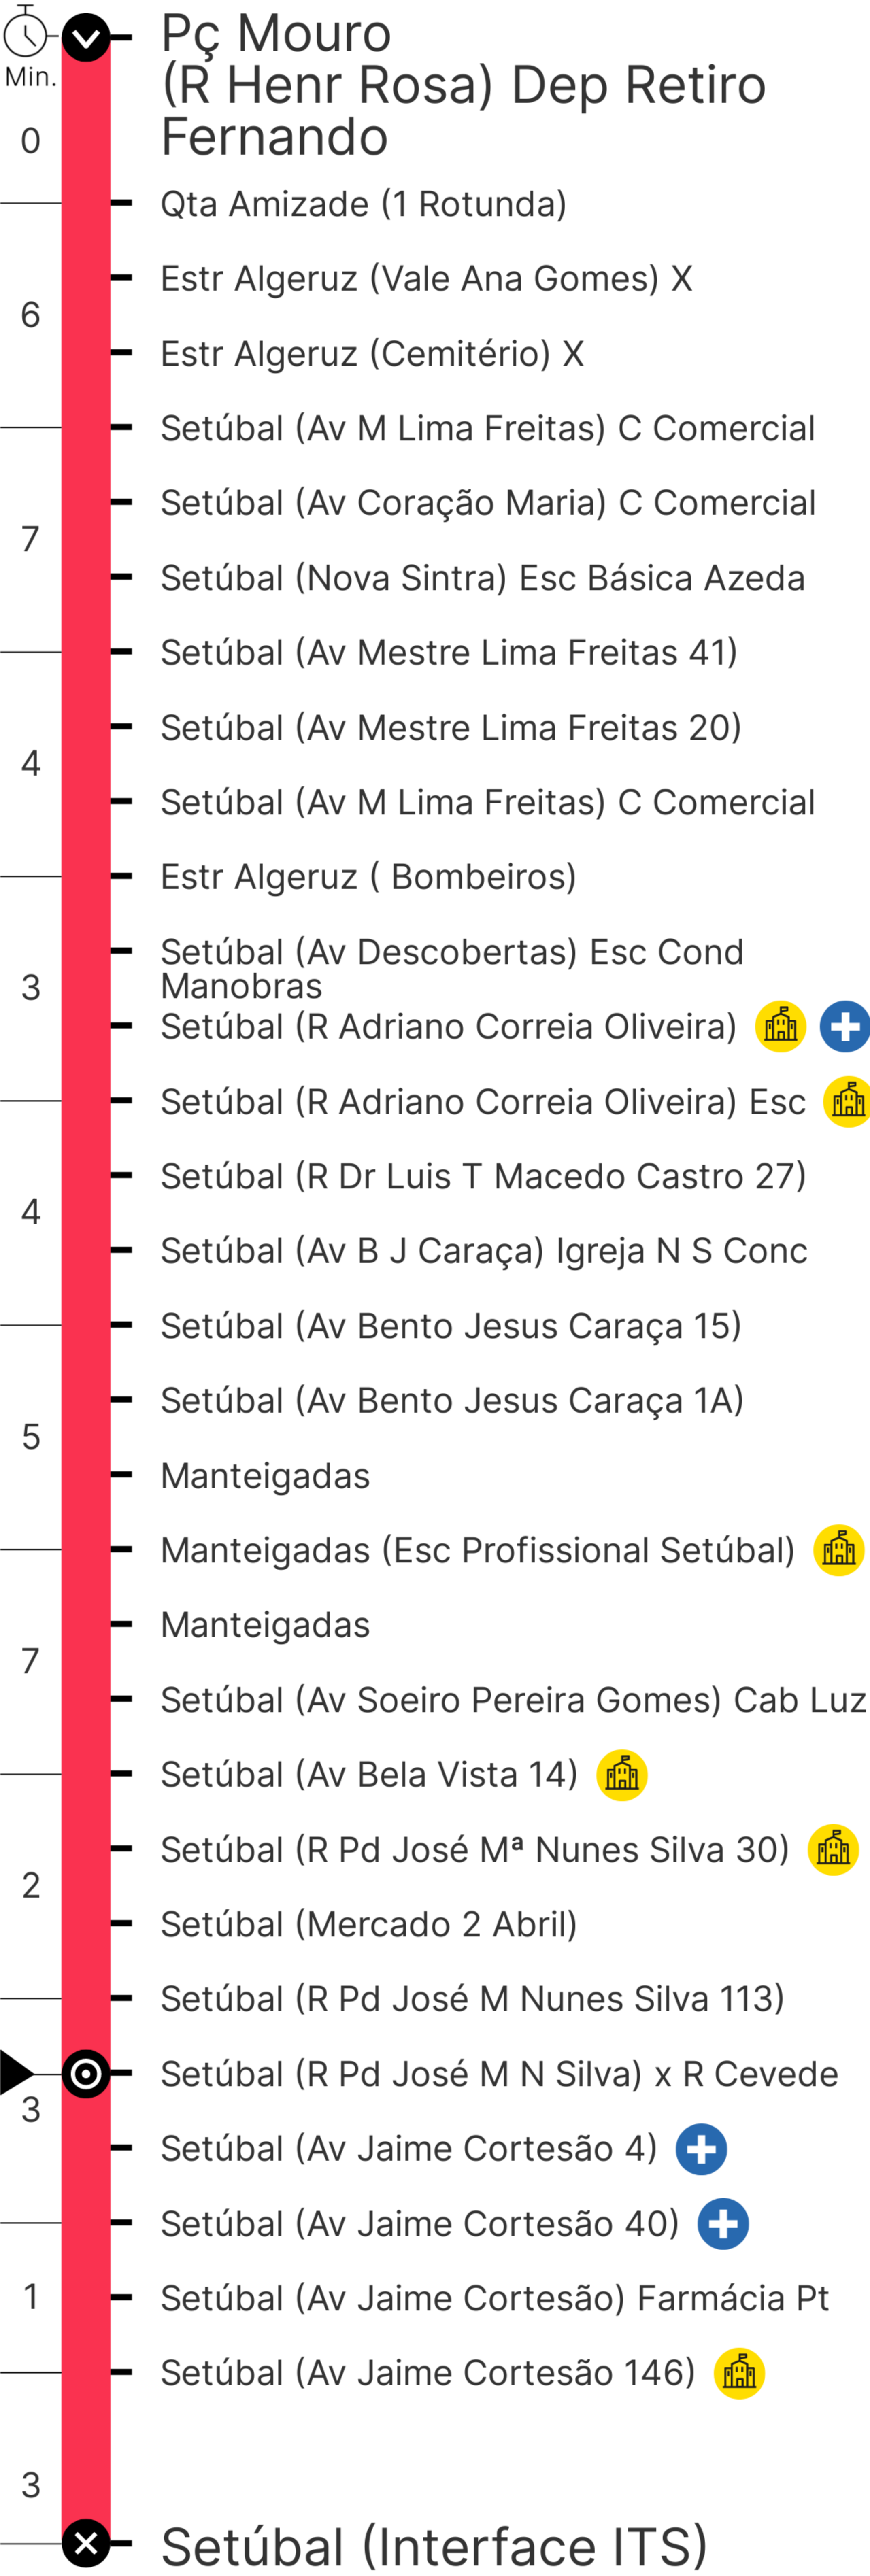 Min.
Pç Mouro
(R Henr Rosa) Dep Retiro
Fernando
0
Qta Amizade (1 Rotunda)
Estr Algeruz (Vale Ana Gomes) X
6
Estr Algeruz (Cemitério) X
Setúbal (Av M Lima Freitas) C Comercial
Setúbal (Av Coração Maria) C Comercial
7
Setúbal (Nova Sintra) Esc Básica Azeda
Setúbal (Av Mestre Lima Freitas 41)
Setúbal (Av Mestre Lima Freitas 20)
4
Setúbal (Av M Lima Freitas) C Comercial
Estr Algeruz ( Bombeiros)
Setúbal (Av Descobertas) Esc Cond
Manobras
3
Setúbal (R Adriano Correia Oliveira)
Setúbal (R Adriano Correia Oliveira) Esc
Setúbal (R Dr Luis T Macedo Castro 27)
4
Setúbal (Av B J Caraça) Igreja N S Conc
Setúbal (Av Bento Jesus Caraça 15)
Setúbal (Av Bento Jesus Caraça 1A)
5
Manteigadas
Manteigadas (Esc Profissional Setúbal)
Manteigadas
7
Setúbal (Av Soeiro Pereira Gomes) Cab Luz
Setúbal (Av Bela Vista 14)
Setúbal (R Pd José Mª Nunes Silva 30)
2
Setúbal (Mercado 2 Abril)
Setúbal (R Pd José M Nunes Silva 113)
Setúbal (R Pd José M N Silva) x R Cevede
3
Setúbal (Av Jaime Cortesão 4)
Setúbal (Av Jaime Cortesão 40)
1
Setúbal (Av Jaime Cortesão) Farmácia Pt
Setúbal (Av Jaime Cortesão 146)
3
Setúbal (Interface ITS)